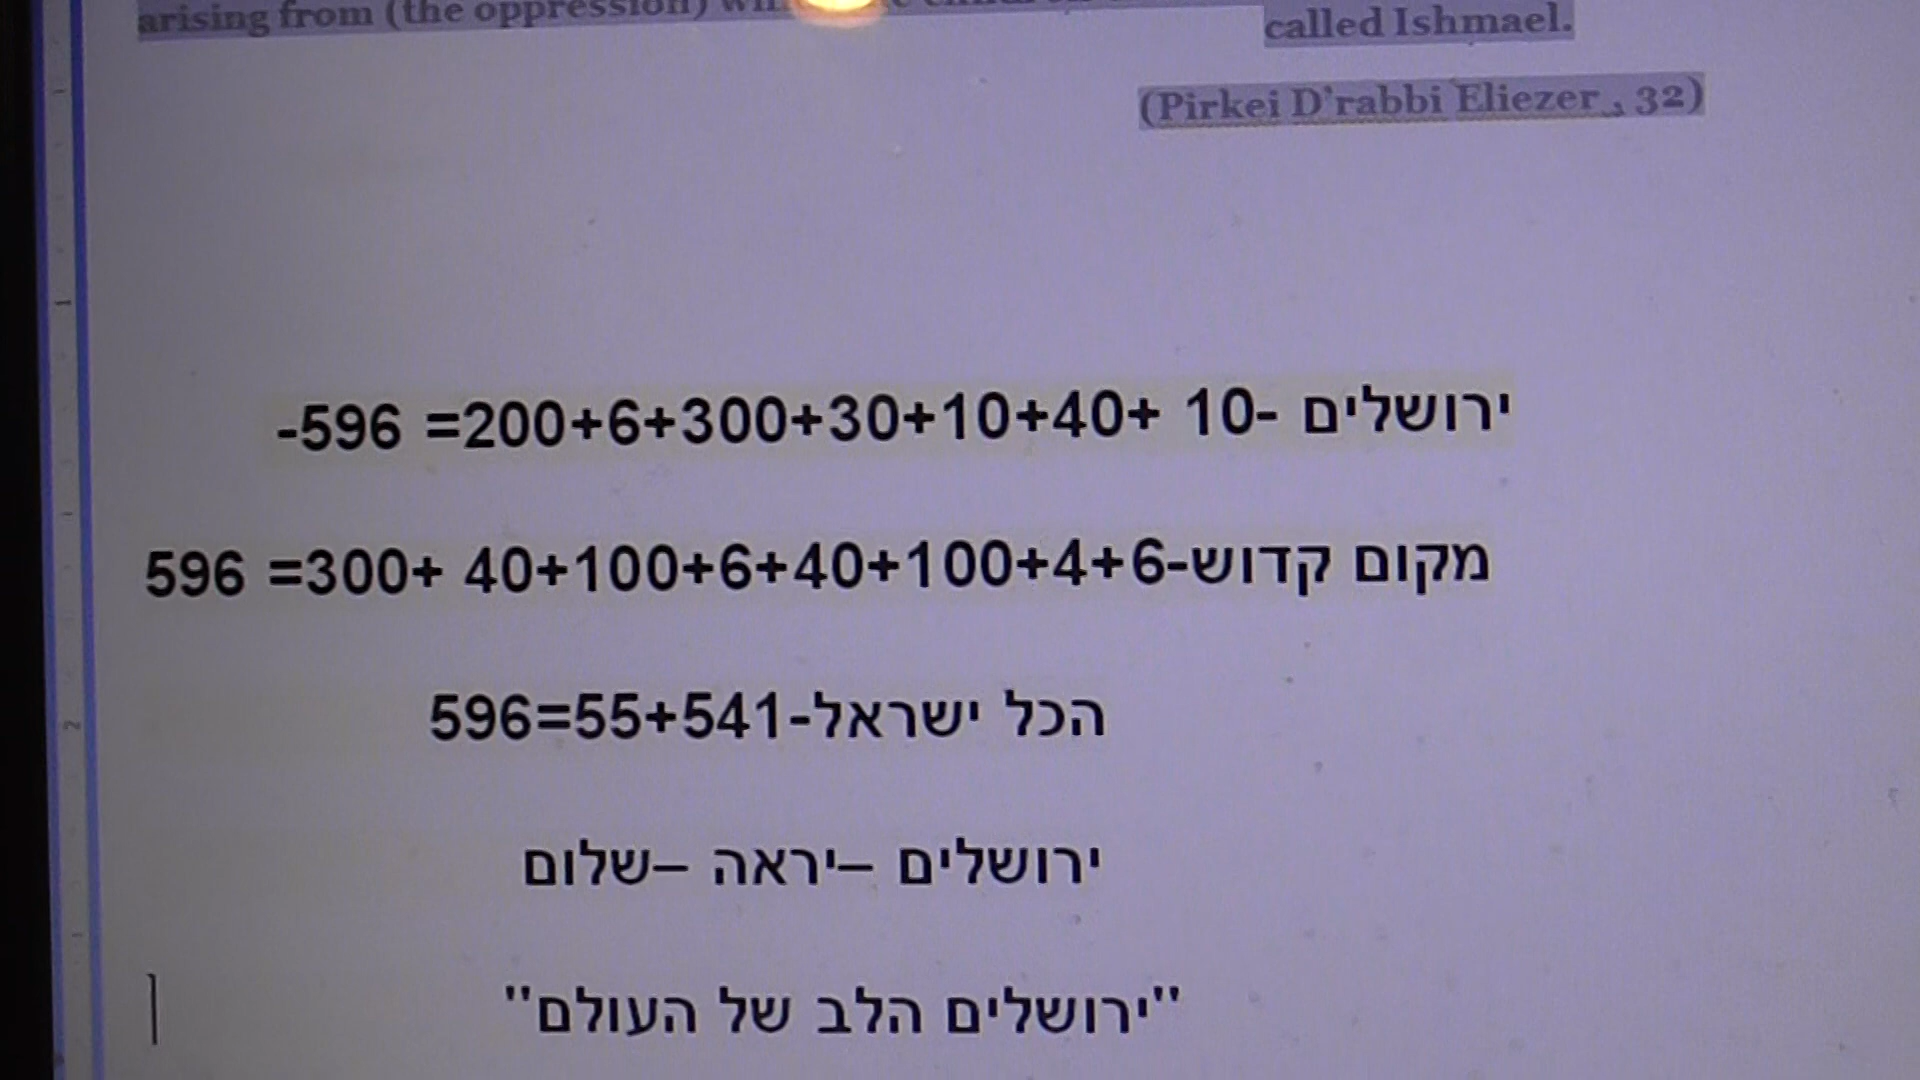 arising from (the oppression)
called Ishmael.
(Pirkei D'rabbi Eliezer , 32)
ירושלים -10 +40+10+30+300+6+200= 596-
מקום קדוש-6+4+100+40+6+100+40 +300= 596
הכל ישראל-541+55=596
ירושלים –יראה –שלום
"ירושלים הלב של העולם"